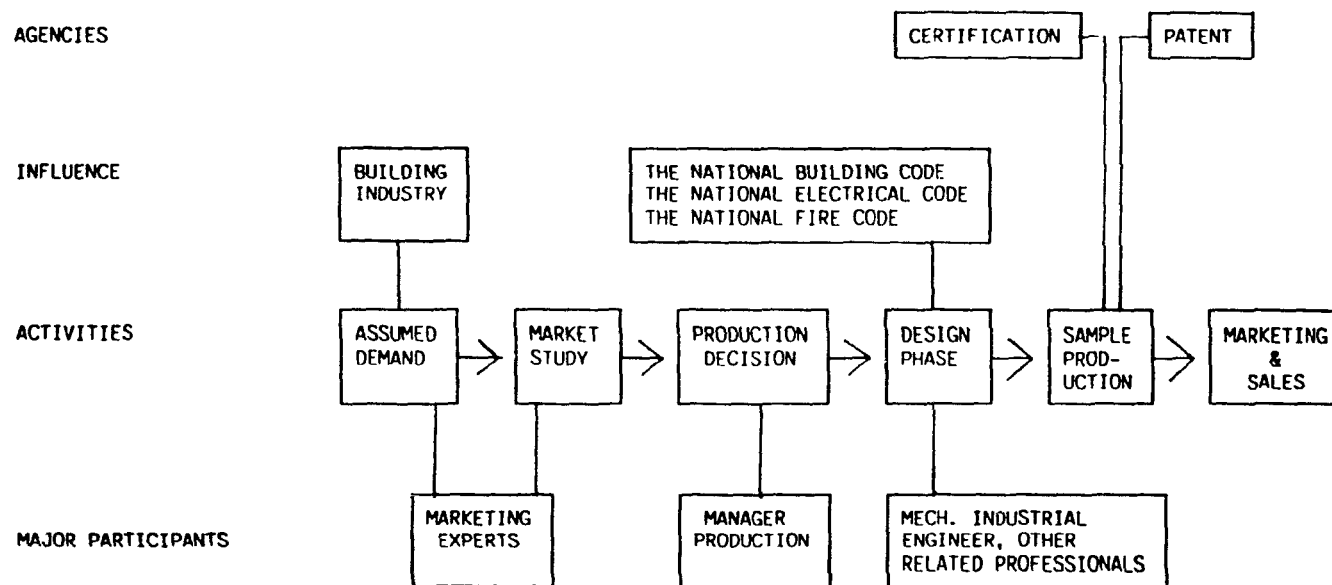 AGENCIES
CERTIFICATION
PATENT
INFLUENCE
BUILDING
INDUSTRY
THE NATIONAL BUILDING CODE
THE NATIONAL ELECTRICAL CODE
THE NATIONAL FIRE CODE
ACTIVITIES
ASSUMED
DEMAND
MARKET
STUDY
PRODUCTION
DECISION
DESIGN
PHASE
SAMPLE
PROD-
UCTION
MARKETING
&
SALES
MAJOR PARTICIPANTS
MARKETING
EXPERTS
MANAGER
PRODUCTION
MECH. INDUSTRIAL
ENGINEER, OTHER
RELATED PROFESSIONALS